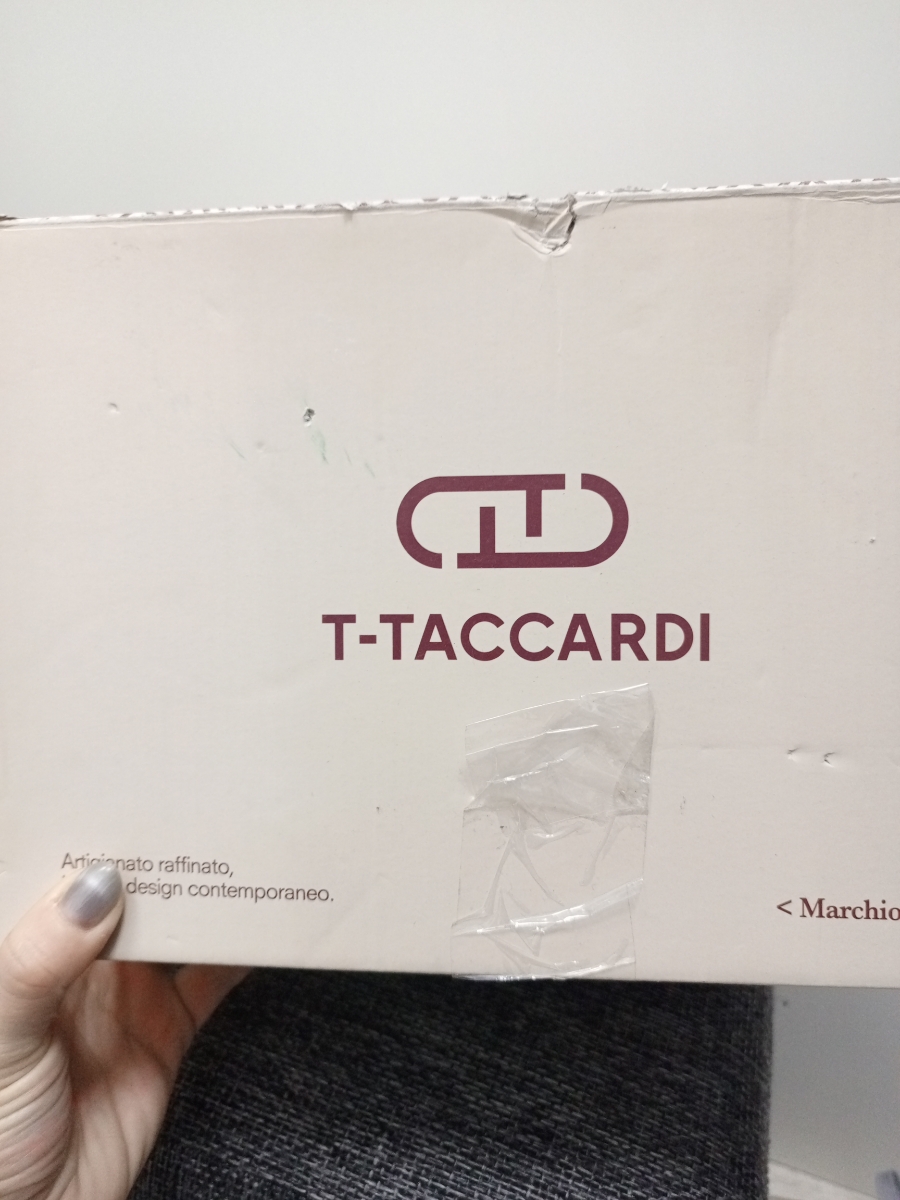 T-TACCARDI
Artigianato raffinato,
design contemporaneo.
< Marchio